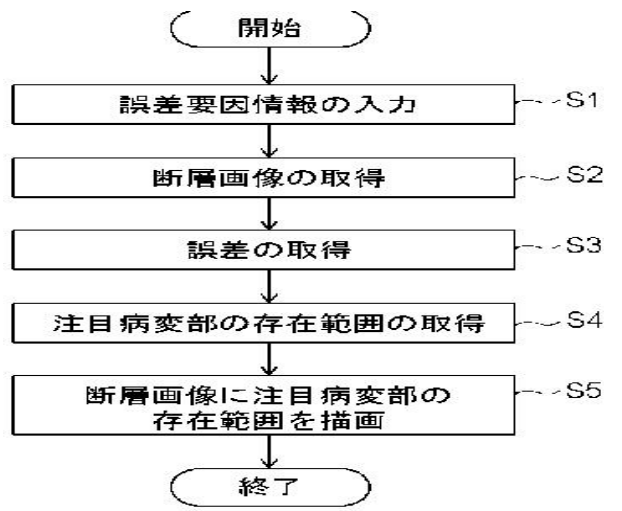 開始
誤差要因情報の入力
S1
断層画像の取得
S2
誤差の取得
S3
注目病変部の存在範囲の取得
S4
断層画像に注目病変部の
存在範囲を描画
S5
終了